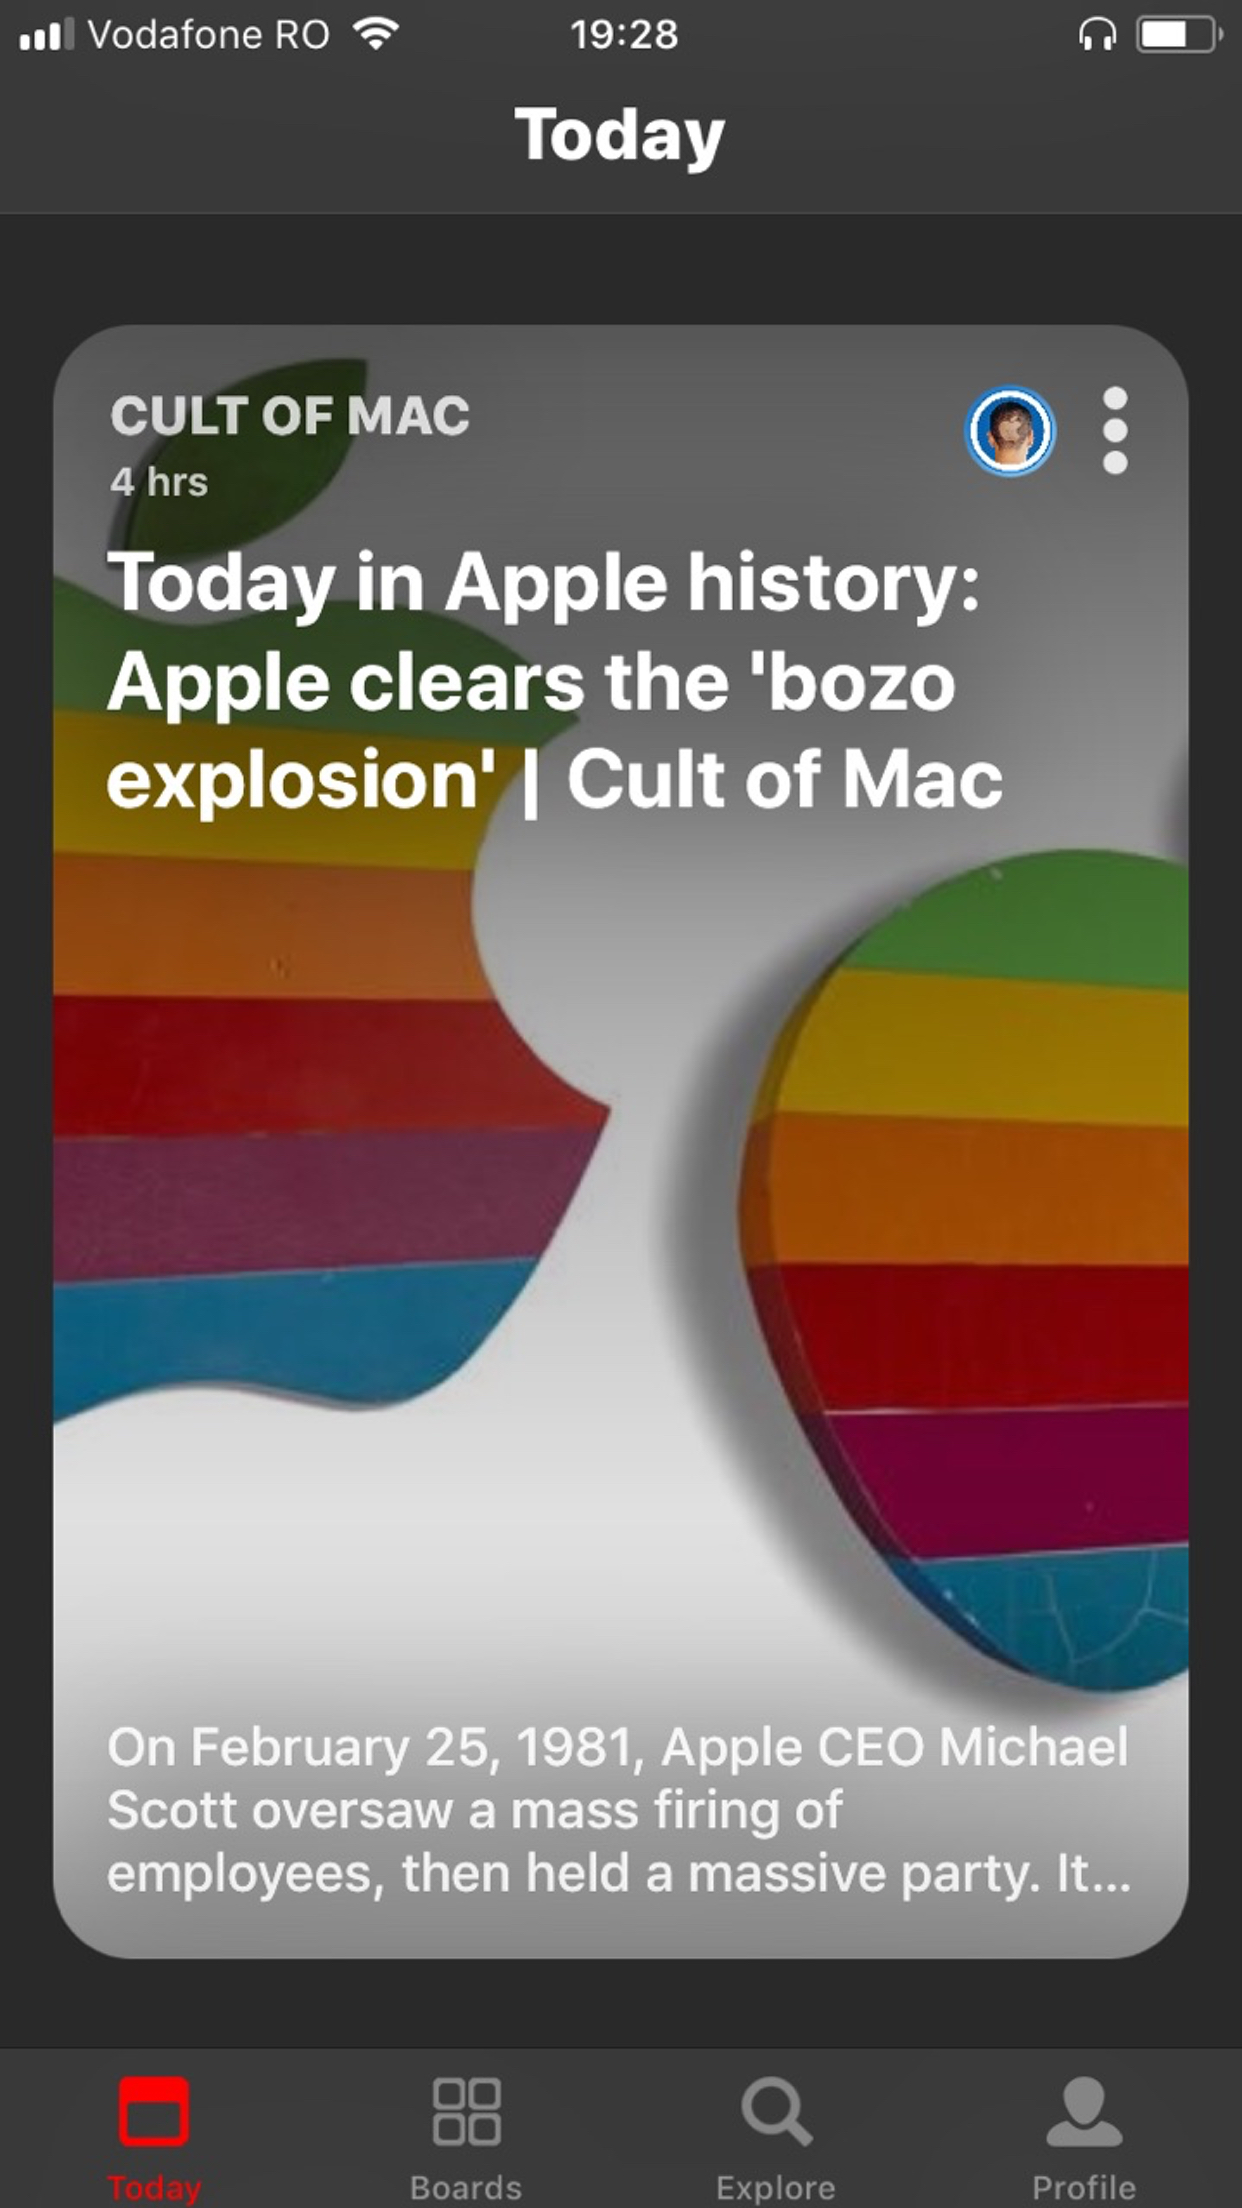 Vodafone RO 19:28
Today
CULT OF MAC
4 hrs
Today in Apple history:
Apple clears the 'bozo
explosion' | Cult of Mac
On February 25, 1981, Apple CEO Michael
Scott oversaw a mass firing of
employees, then held a massive party. It...
Today Boards Explore Profile